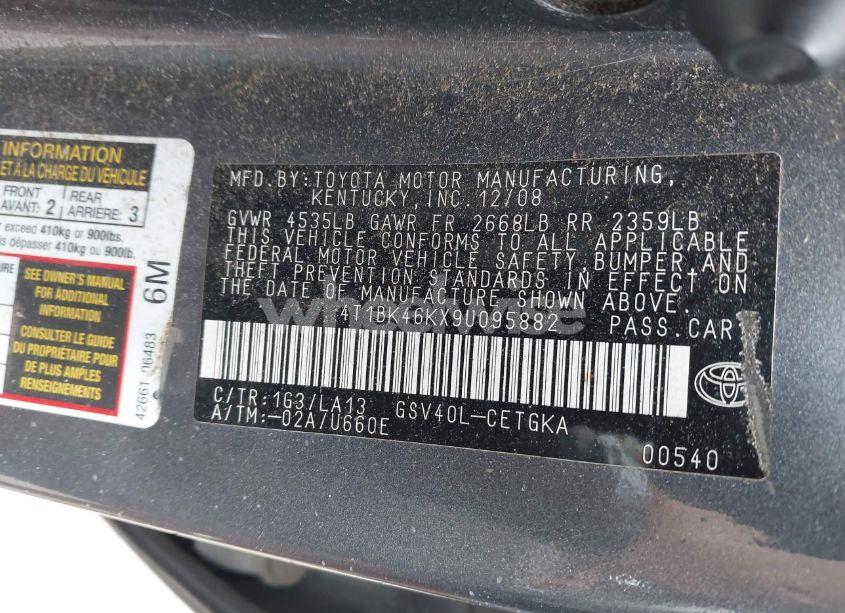 INFORMATION
ET À LA CHARGE DU VÉHICULE
FRONT
AVANT: 2
REAR
ARRIÈRE: 3
t exceed 410kg or 900lbs.
is dépasser 410kg ou 900lb.
SEE OWNER'S MANUAL
FOR ADDITIONAL
INFORMATION
CONSULTER LE GUIDE
DU PROPRIÉTAIRE POUR
DE PLUS AMPLES
RENSEIGNEMENTS
42661-06483 6M
MFD.BY:TOYOTA MOTOR MANUFACTURING,
KENTUCKY, INC. 12/08
GVWR 4535LB GAWR FR 2668LB RR 2359LB
THIS VEHICLE CONFORMS TO ALL APPLICABLE
FEDERAL MOTOR VEHICLE SAFETY, BUMPER, AND
THEFT PREVENTION STANDARDS IN EFFECT ON
THE DATE OF MANUFACTURE SHOWN ABOVE.
4T1BK46KX9U095882 PASS.CAR
C/TR:1G3/LA13 GSV40L-CETGKA
A/TM:-02A/U660E
00540